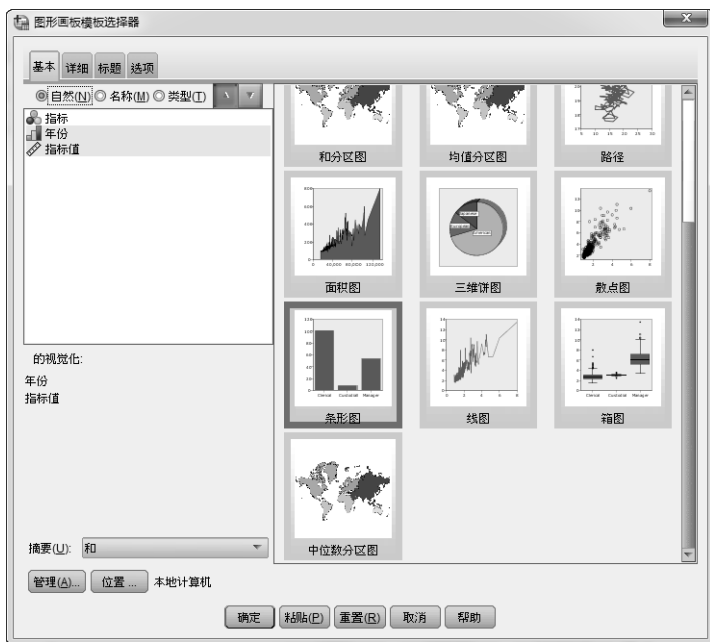 图形画板模板选择器
基本 详细 标题 选项
自然(N) 名称(M) 类型(T)
指标
年份
指标值
和分区图 均值分区图 路径
面积图 三维饼图 散点图
条形图 线图 箱图
中位数分区图
的视觉化:
年份
指标值
摘要(U): 和
管理(A)... 位置 ... 本地计算机
确定 粘贴(P) 重置(R) 取消 帮助